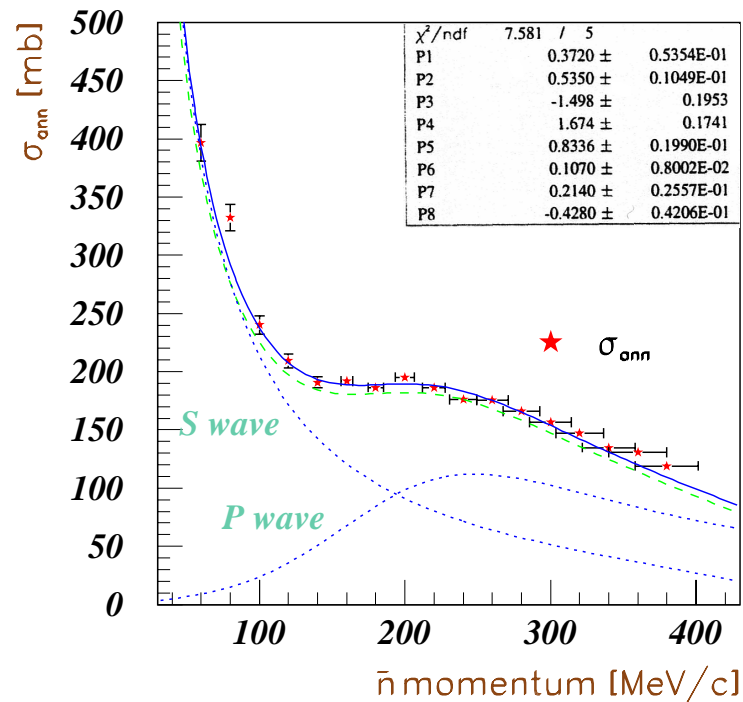 σann [mb]
500
450
400
350
300
250
200
150
100
50
0
χ²/ndf 7.581 / 5
P1 0.3720 ± 0.5354E-01
P2 0.5350 ± 0.1049E-01
P3 -1.498 ± 0.1953
P4 1.674 ± 0.1741
P5 0.8336 ± 0.1990E-01
P6 0.1070 ± 0.8002E-02
P7 0.2140 ± 0.2557E-01
P8 -0.4280 ± 0.4206E-01
σann
S wave
P wave
100 200 300 400
n̄ momentum [MeV/c]